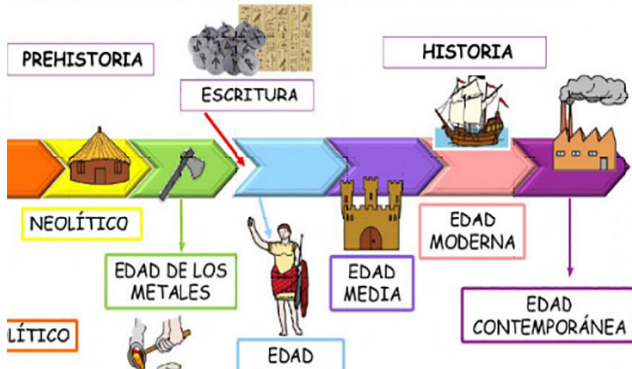 PREHISTORIA
HISTORIA
ESCRITURA
NEOLÍTICO
EDAD
MODERNA
EDAD DE LOS
METALES
EDAD
MEDIA
EDAD
CONTEMPORÁNEA
LÍTICO
EDAD